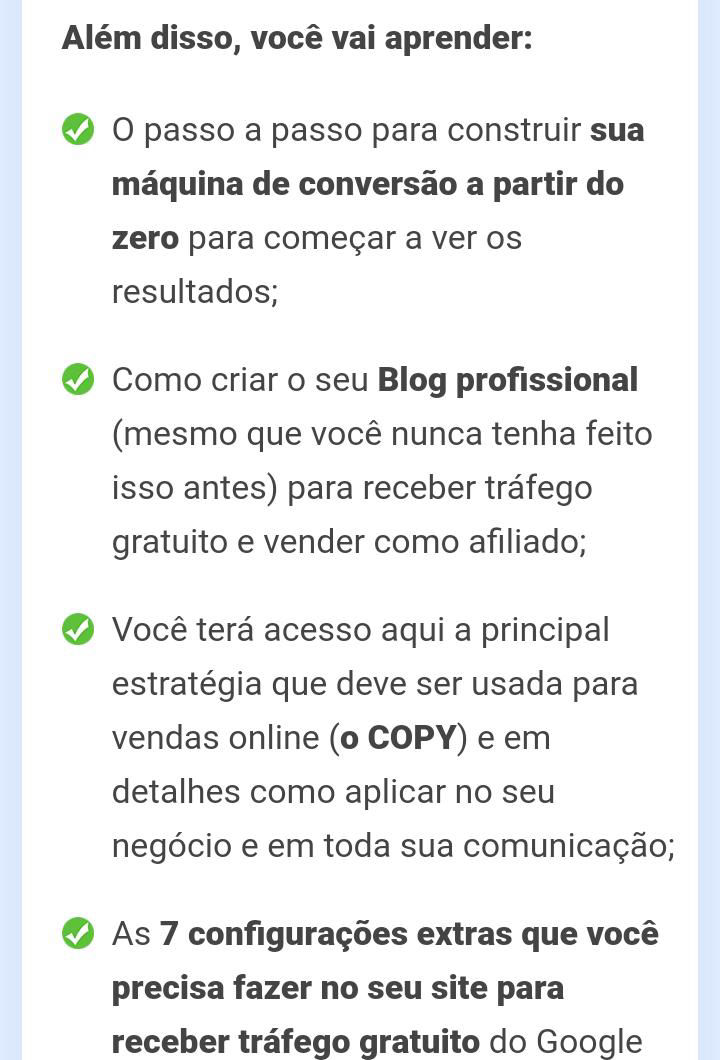 Além disso, você vai aprender:
O passo a passo para construir sua
máquina de conversão a partir do
zero para começar a ver os
resultados;
Como criar o seu Blog profissional
(mesmo que você nunca tenha feito
isso antes) para receber tráfego
gratuito e vender como afiliado;
Você terá acesso aqui a principal
estratégia que deve ser usada para
vendas online (o COPY) e em
detalhes como aplicar no seu
negócio e em toda sua comunicação;
As 7 configurações extras que você
precisa fazer no seu site para
receber tráfego gratuito do Google